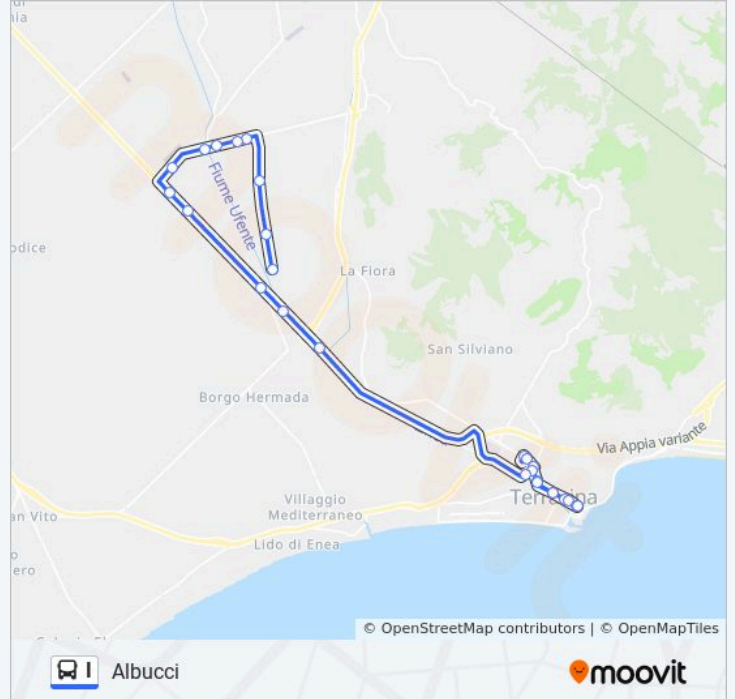 ia
Fiume Ufente
odice
La Fiora
San Silviano
Borgo Hermada
Via Appia variante
Villaggio
Mediterraneo
Terracina
an Vito
Lido di Enea
o
ero
© OpenStreetMap contributors | © OpenMapTiles
I Albucci
moovit